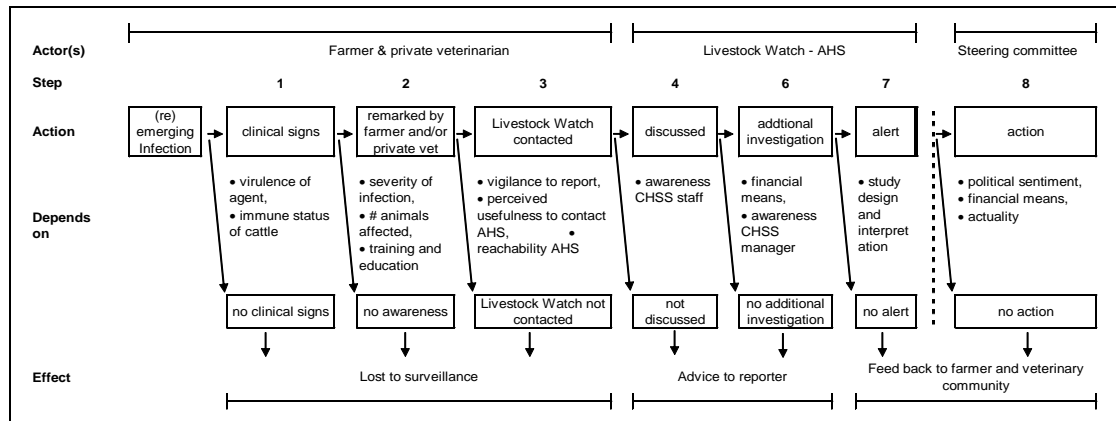 Actor(s)
Farmer & private veterinarian
Livestock Watch - AHS
Steering committee
Step
1
2
3
4
6
7
8
Action
(re)
emerging
Infection
clinical signs
remarked by
farmer and/or
private vet
Livestock Watch
contacted
discussed
addtional
investigation
alert
action
Depends
on
• virulence of
agent,
• immune status
of cattle
• severity of
infection,
• # animals
affected,
• training and
education
• vigilance to report,
• perceived
usefulness to contact
AHS, •
reachability AHS
• awareness
CHSS staff
• financial
means,
• awareness
CHSS
manager
• study
design
and
interpret
ation
• political sentiment,
• financial means,
• actuality
no clinical signs
no awareness
Livestock Watch not
contacted
not
discussed
no additional
investigation
no alert
no action
Effect
Lost to surveillance
Advice to reporter
Feed back to farmer and veterinary
community